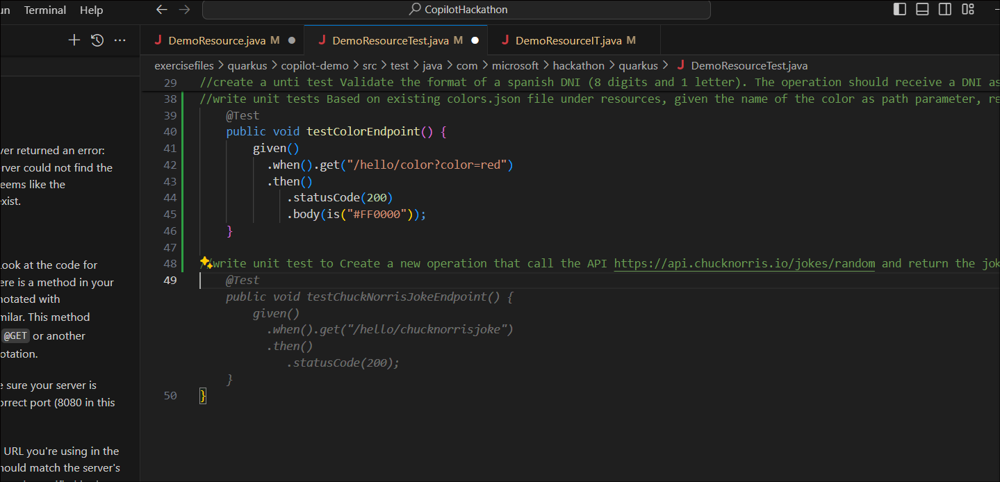 un Terminal Help
CopilotHackathon
J DemoResource.java M
J DemoResourceTest.java M
J DemoResourceIT.java M
exercisefiles > quarkus > copilot-demo > src > test > java > com > microsoft > hackathon > quarkus > J DemoResourceTest.java
ver returned an error:
rver could not find the
eems like the
xist.
Look at the code for
ere is a method in your
notated with
milar. This method
@GET or another
otation.
e sure your server is
orrect port (8080 in this
URL you're using in the
hould match the server's
29 //create a unti test Validate the format of a spanish DNI (8 digits and 1 letter). The operation should receive a DNI as
38 //write unit tests Based on existing colors.json file under resources, given the name of the color as path parameter, re
39 @Test
40 public void testColorEndpoint() {
41 given()
42 .when().get("/hello/color?color=red")
43 .then()
44 .statusCode(200)
45 .body(is("#FF0000"));
46 }
47
48 //write unit test to Create a new operation that call the API https://api.chucknorris.io/jokes/random and return the jok
49 @Test
public void testChuckNorrisJokeEndpoint() {
given()
.when().get("/hello/chucknorrisjoke")
.then()
.statusCode(200);
}
50 }